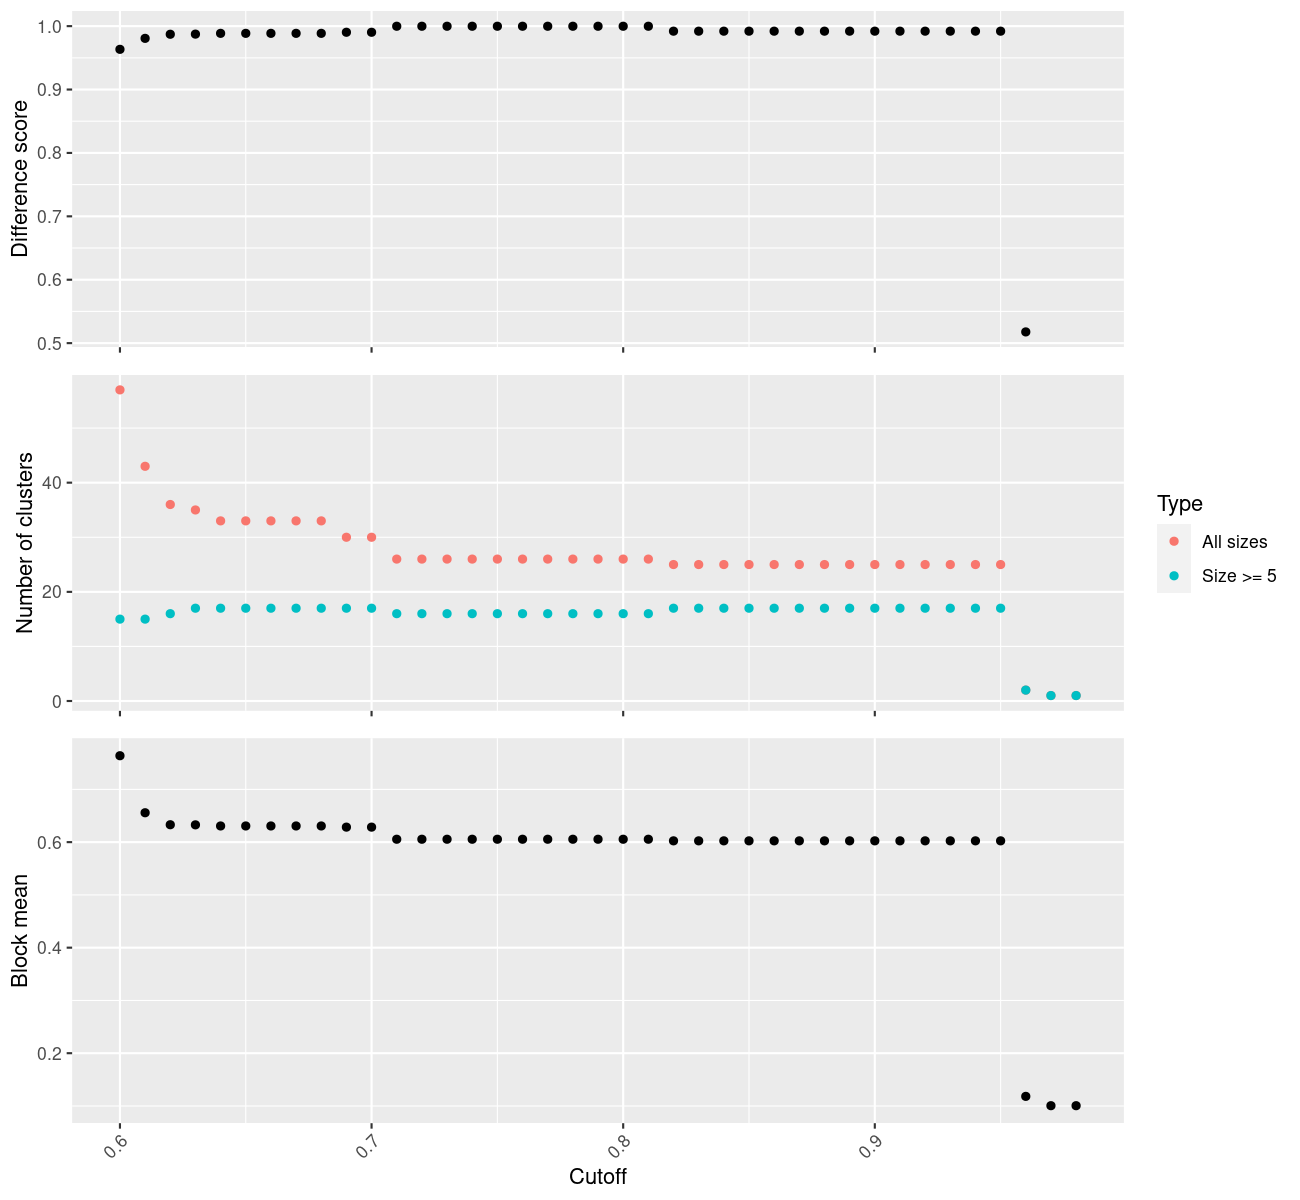 Difference score
1.0
0.9
0.8
0.7
0.6
0.5
Number of clusters
40
20
0
Type
All sizes
Size >= 5
Block mean
0.6
0.4
0.2
0.6
0.7
0.8
0.9
Cutoff